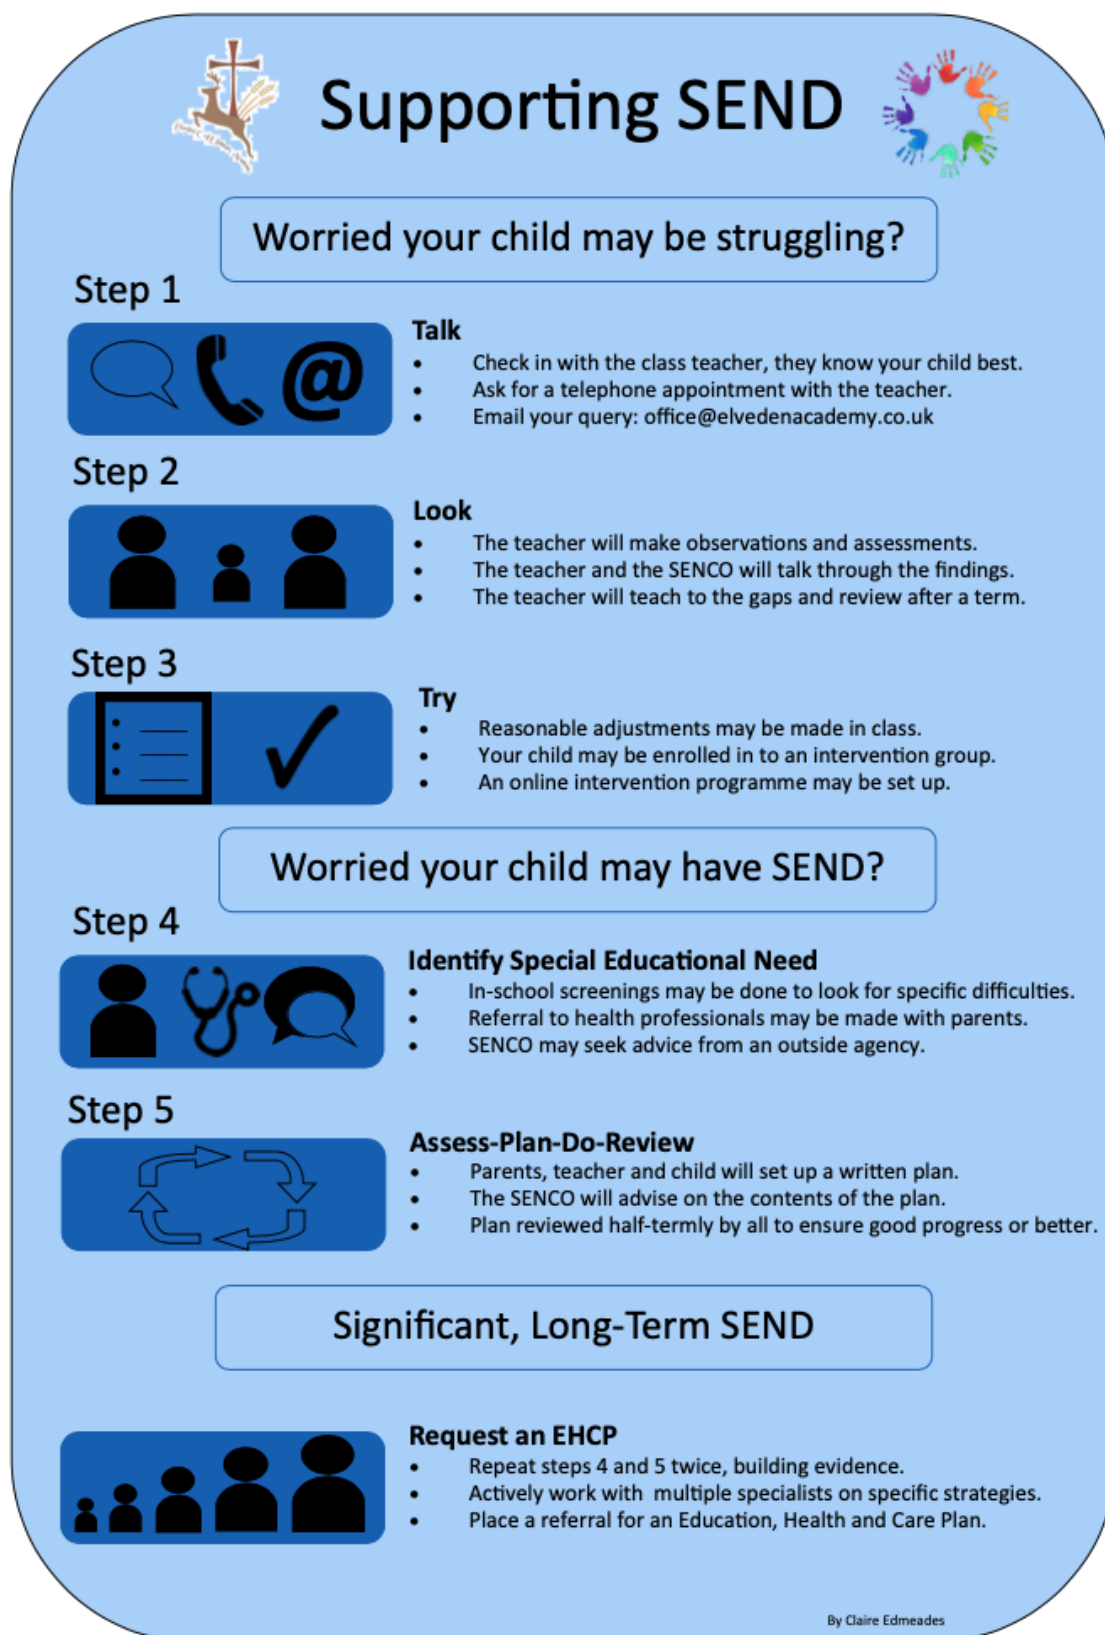 Supporting SEND
Worried your child may be struggling?
Step 1
@
Talk
• Check in with the class teacher, they know your child best.
• Ask for a telephone appointment with the teacher.
• Email your query: office@elvedenacademy.co.uk
Step 2
Look
• The teacher will make observations and assessments.
• The teacher and the SENCO will talk through the findings.
• The teacher will teach to the gaps and review after a term.
Step 3
Try
• Reasonable adjustments may be made in class.
• Your child may be enrolled in to an intervention group.
• An online intervention programme may be set up.
Worried your child may have SEND?
Step 4
Identify Special Educational Need
• In-school screenings may be done to look for specific difficulties.
• Referral to health professionals may be made with parents.
• SENCO may seek advice from an outside agency.
Step 5
Assess-Plan-Do-Review
• Parents, teacher and child will set up a written plan.
• The SENCO will advise on the contents of the plan.
• Plan reviewed half-termly by all to ensure good progress or better.
Significant, Long-Term SEND
Request an EHCP
• Repeat steps 4 and 5 twice, building evidence.
• Actively work with  multiple specialists on specific strategies.
• Place a referral for an Education, Health and Care Plan.
By Claire Edmeades